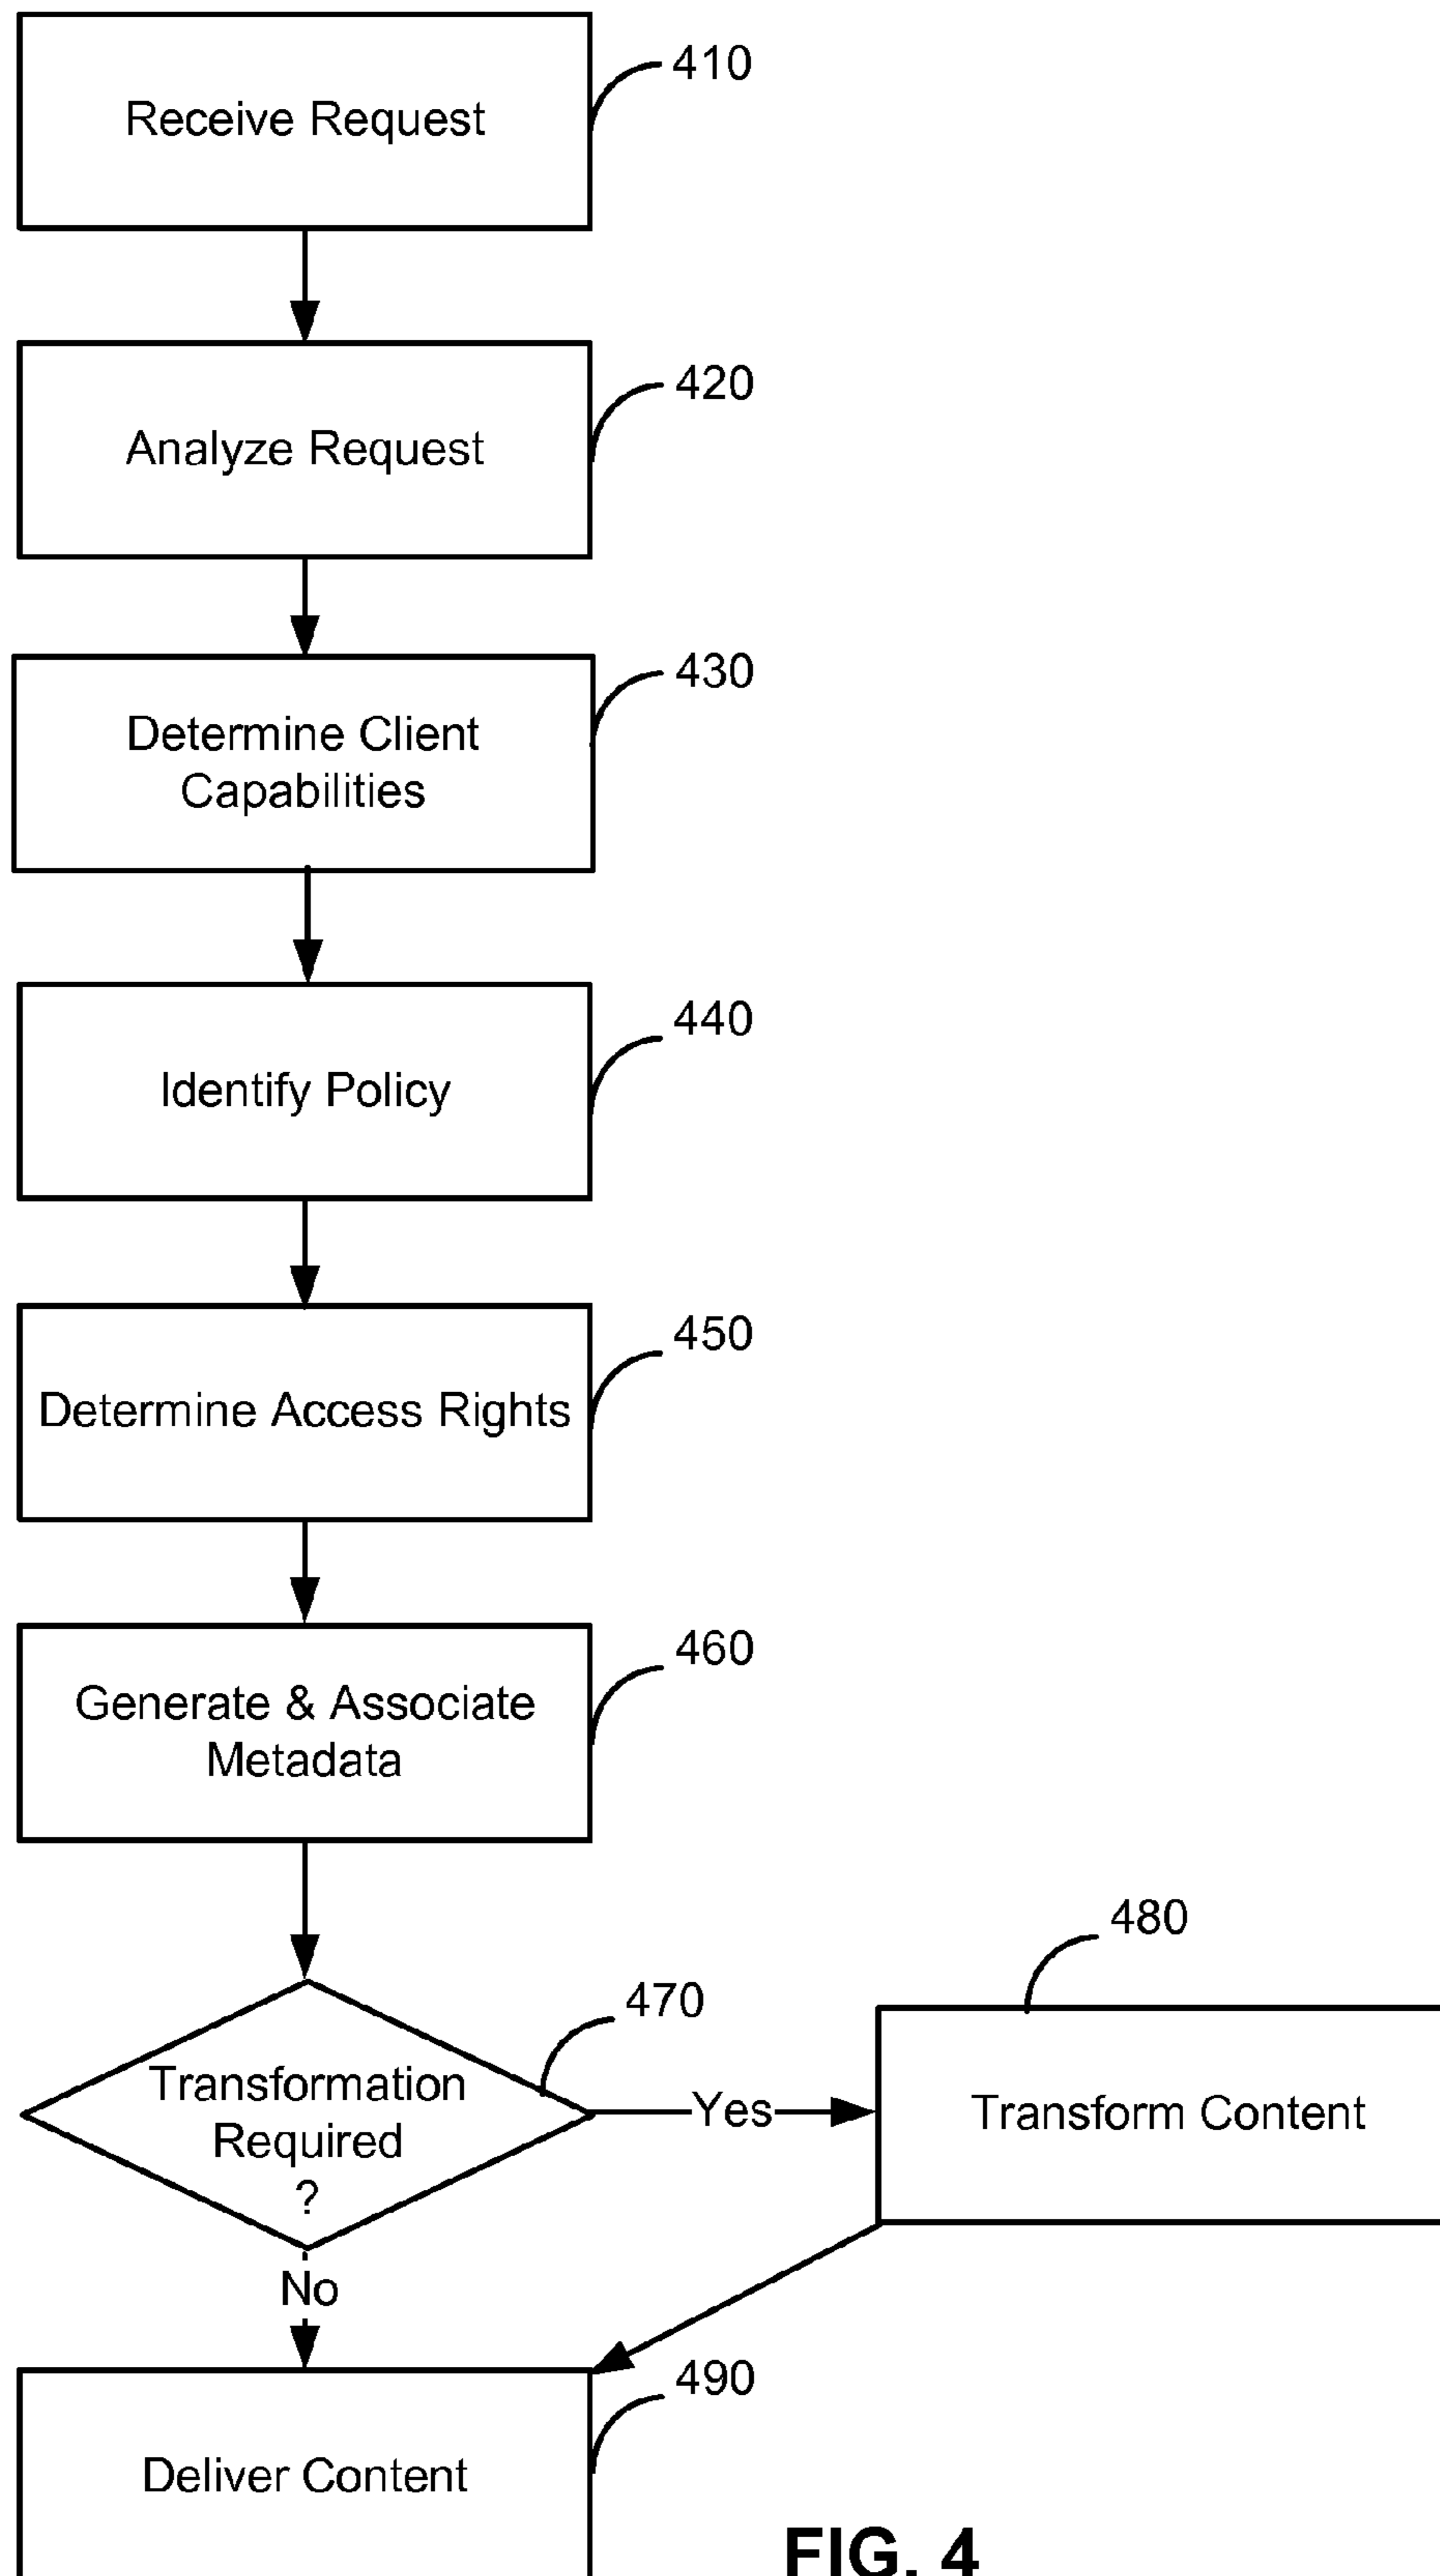 410
Receive Request
420
Analyze Request
430
Determine Client
Capabilities
440
Identify Policy
450
Determine Access Rights
460
Generate & Associate
Metadata
480
470
Transformation
Required
?
Yes
Transform Content
No
490
Deliver Content
FIG. 4